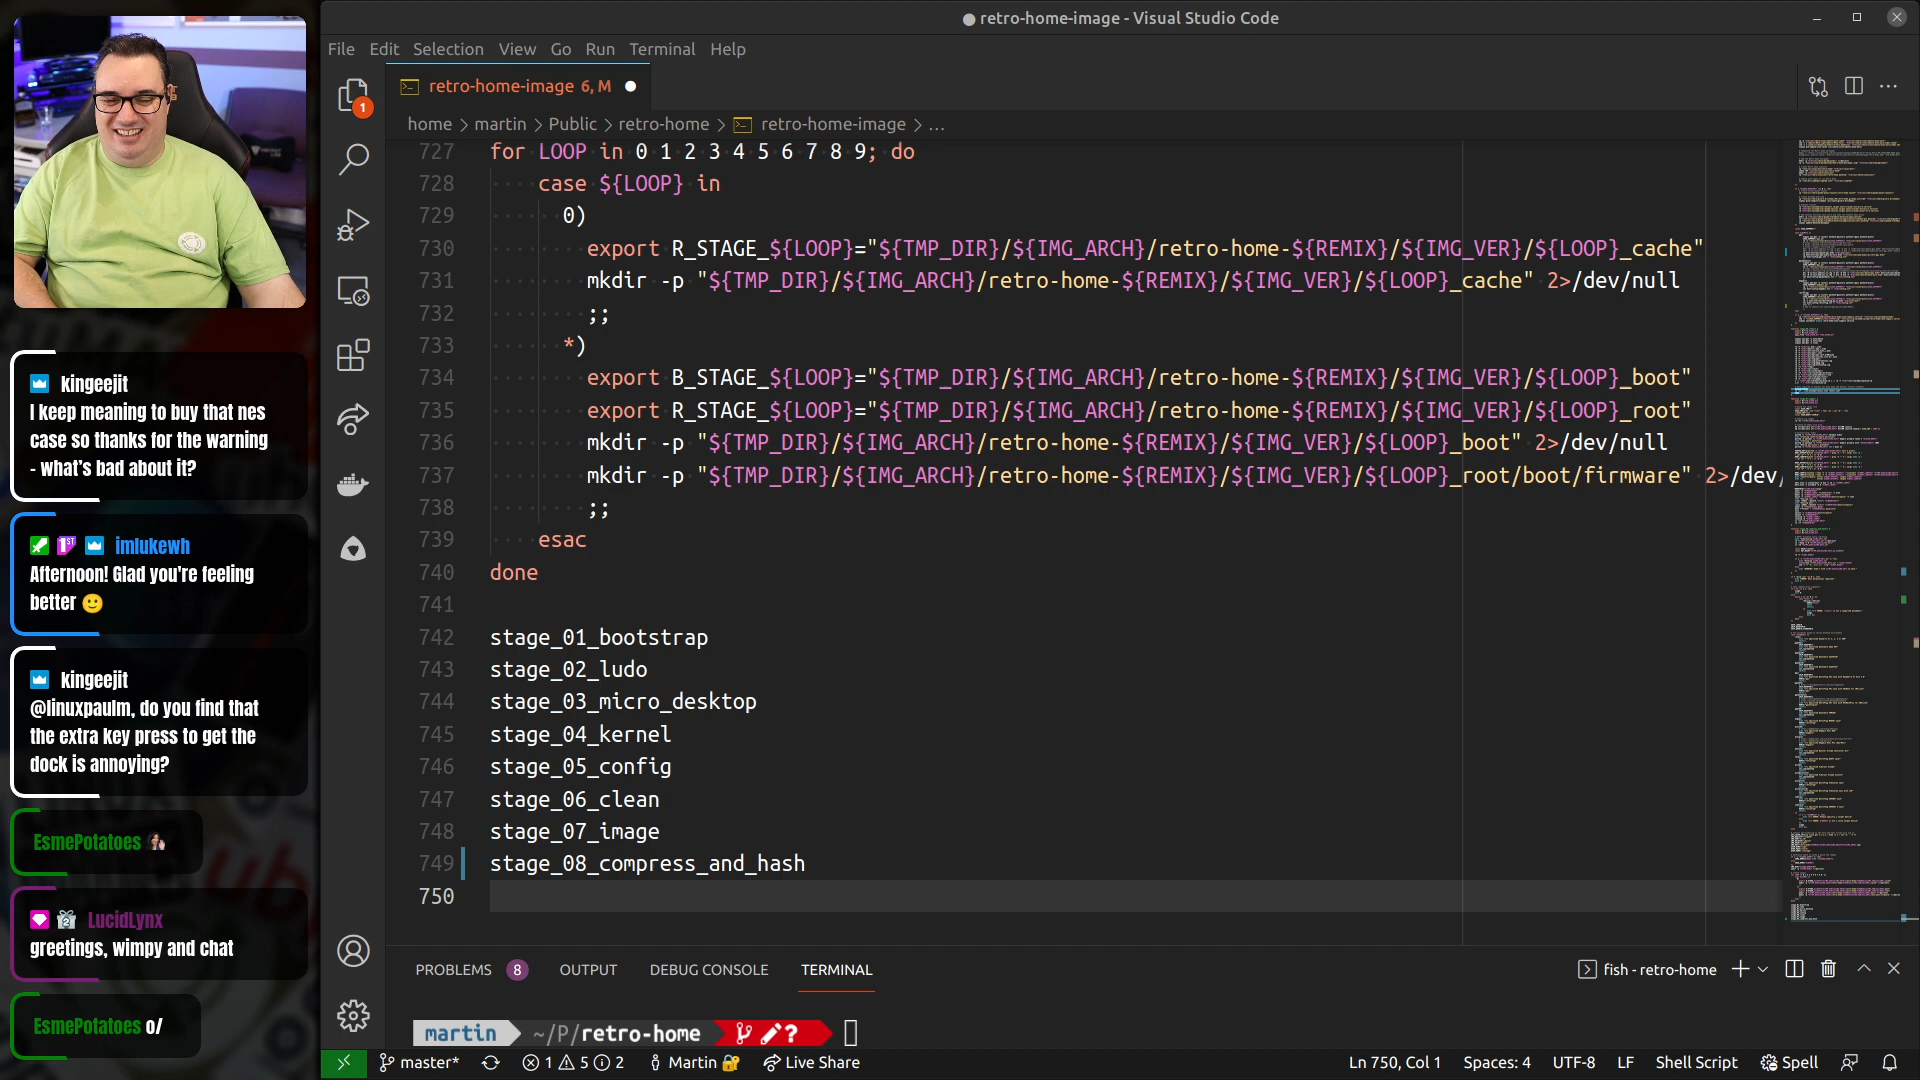 ● retro-home-image - Visual Studio Code
File Edit Selection View Go Run Terminal Help
1
retro-home-image 6, M ●
home > martin > Public > retro-home > retro-home-image > ...
727 for LOOP in 0 1 2 3 4 5 6 7 8 9; do
728 case ${LOOP} in
729 0)
730 export R_STAGE_${LOOP}="${TMP_DIR}/${IMG_ARCH}/retro-home-${REMIX}/${IMG_VER}/${LOOP}_cache"
731 mkdir -p "${TMP_DIR}/${IMG_ARCH}/retro-home-${REMIX}/${IMG_VER}/${LOOP}_cache" 2>/dev/null
732 ;;
733 *)
734 export B_STAGE_${LOOP}="${TMP_DIR}/${IMG_ARCH}/retro-home-${REMIX}/${IMG_VER}/${LOOP}_boot"
735 export R_STAGE_${LOOP}="${TMP_DIR}/${IMG_ARCH}/retro-home-${REMIX}/${IMG_VER}/${LOOP}_root"
736 mkdir -p "${TMP_DIR}/${IMG_ARCH}/retro-home-${REMIX}/${IMG_VER}/${LOOP}_boot" 2>/dev/null
737 mkdir -p "${TMP_DIR}/${IMG_ARCH}/retro-home-${REMIX}/${IMG_VER}/${LOOP}_root/boot/firmware" 2>/dev/
738 ;;
739 esac
740 done
741
742 stage_01_bootstrap
743 stage_02_ludo
744 stage_03_micro_desktop
745 stage_04_kernel
746 stage_05_config
747 stage_06_clean
748 stage_07_image
749 stage_08_compress_and_hash
750
PROBLEMS 8 OUTPUT DEBUG CONSOLE TERMINAL
fish - retro-home
martin ~/P/retro-home ?
master* 1 5 2 Martin Live Share
Ln 750, Col 1 Spaces: 4 UTF-8 LF Shell Script Spell
kingeejit
I keep meaning to buy that nes
case so thanks for the warning
- what's bad about it?
1ST imlukewh
Afternoon! Glad you're feeling
better 🙂
kingeejit
@linuxpaulm, do you find that
the extra key press to get the
dock is annoying?
EsmePotatoes
2 LucidLynx
greetings, wimpy and chat
EsmePotatoes o/